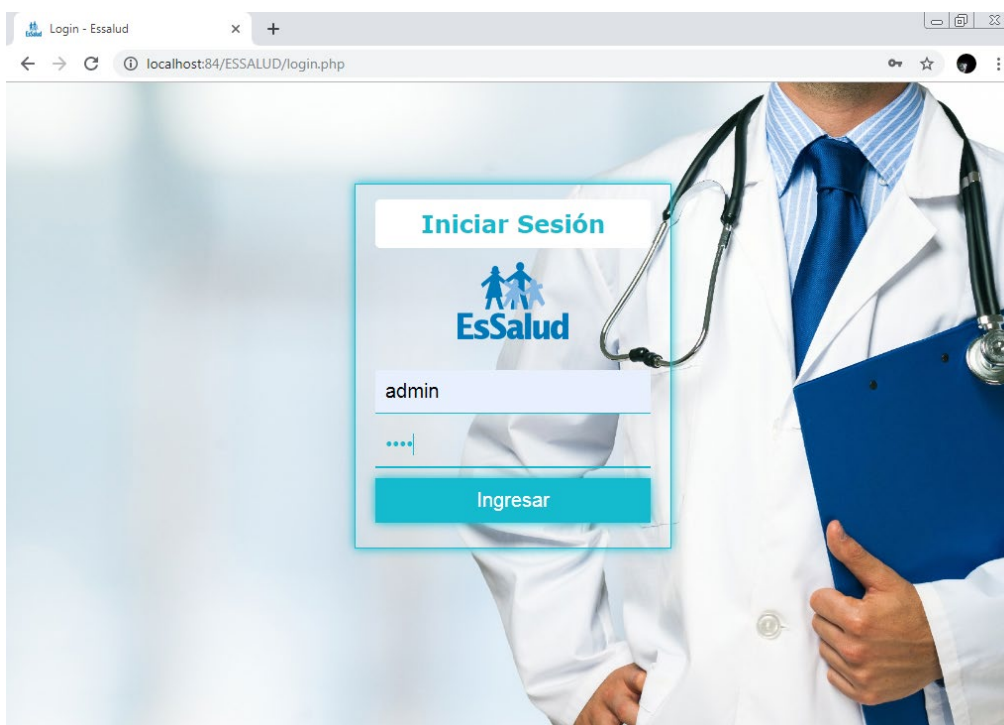 Login - Essalud
localhost:84/ESSALUD/login.php
Iniciar Sesión
EsSalud
admin
••••
Ingresar